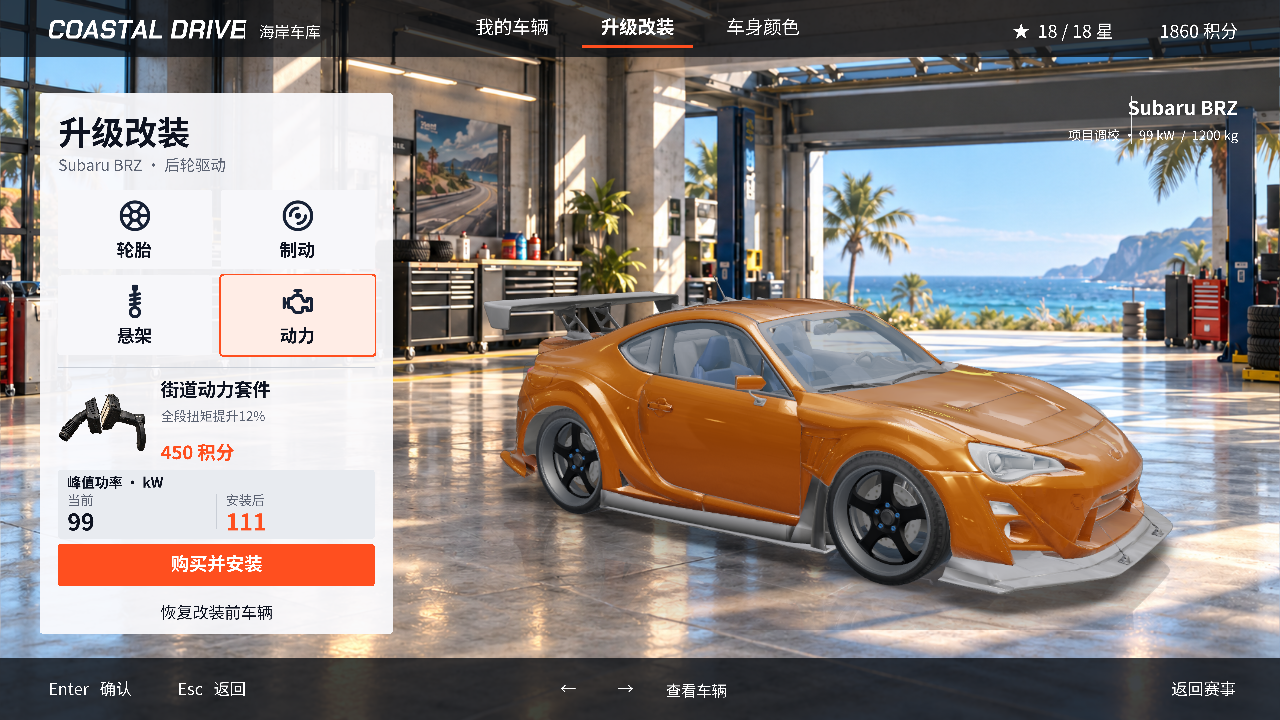 COASTAL DRIVE 海岸车库
我的车辆 升级改装 车身颜色
★ 18 / 18 星 1860 积分
Subaru BRZ
项目调校 · 99 kW / 1200 kg
升级改装
Subaru BRZ · 后轮驱动
轮胎 制动
悬架 动力
街道动力套件
全段扭矩提升12%
450 积分
峰值功率 · kW
当前 安装后
99 111
购买并安装
恢复改装前车辆
Enter 确认 Esc 返回 ← → 查看车辆 返回赛事